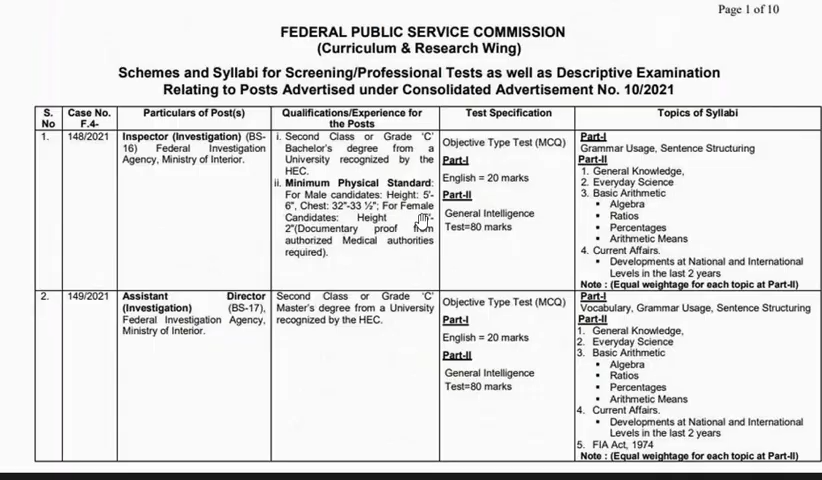 Page 1 of 10
FEDERAL PUBLIC SERVICE COMMISSION
(Curriculum & Research Wing)
Schemes and Syllabi for Screening/Professional Tests as well as Descriptive Examination
Relating to Posts Advertised under Consolidated Advertisement No. 10/2021
S. No
Case No. F.4-
Particulars of Post(s)
Qualifications/Experience for
the Posts
Test Specification
Topics of Syllabi
1.
148/2021
Inspector (Investigation) (BS-
16) Federal Investigation
Agency, Ministry of Interior.
i. Second Class or Grade 'C'
Bachelor's degree from a
University recognized by the
HEC.
ii. Minimum Physical Standard:
For Male candidates: Height: 5'-
6", Chest: 32"-33 ½"; For Female
Candidates: Height
2"(Documentary proof from
authorized Medical authorities
required).
Objective Type Test (MCQ)
Part-I
English = 20 marks
Part-II
General Intelligence
Test=80 marks
Part-I
Grammar Usage, Sentence Structuring
Part-II
1. General Knowledge,
2. Everyday Science
3. Basic Arithmetic
▪ Algebra
▪ Ratios
▪ Percentages
▪ Arithmetic Means
4. Current Affairs.
▪ Developments at National and International
Levels in the last 2 years
Note : (Equal weightage for each topic at Part-II)
2.
149/2021
Assistant Director
(Investigation) (BS-17),
Federal Investigation Agency,
Ministry of Interior.
Second Class or Grade 'C'
Master's degree from a University
recognized by the HEC.
Objective Type Test (MCQ)
Part-I
English = 20 marks
Part-II
General Intelligence
Test=80 marks
Part-I
Vocabulary, Grammar Usage, Sentence Structuring
Part-II
1. General Knowledge,
2. Everyday Science
3. Basic Arithmetic
▪ Algebra
▪ Ratios
▪ Percentages
▪ Arithmetic Means
4. Current Affairs.
▪ Developments at National and International
Levels in the last 2 years
5. FIA Act, 1974
Note : (Equal weightage for each topic at Part-II)